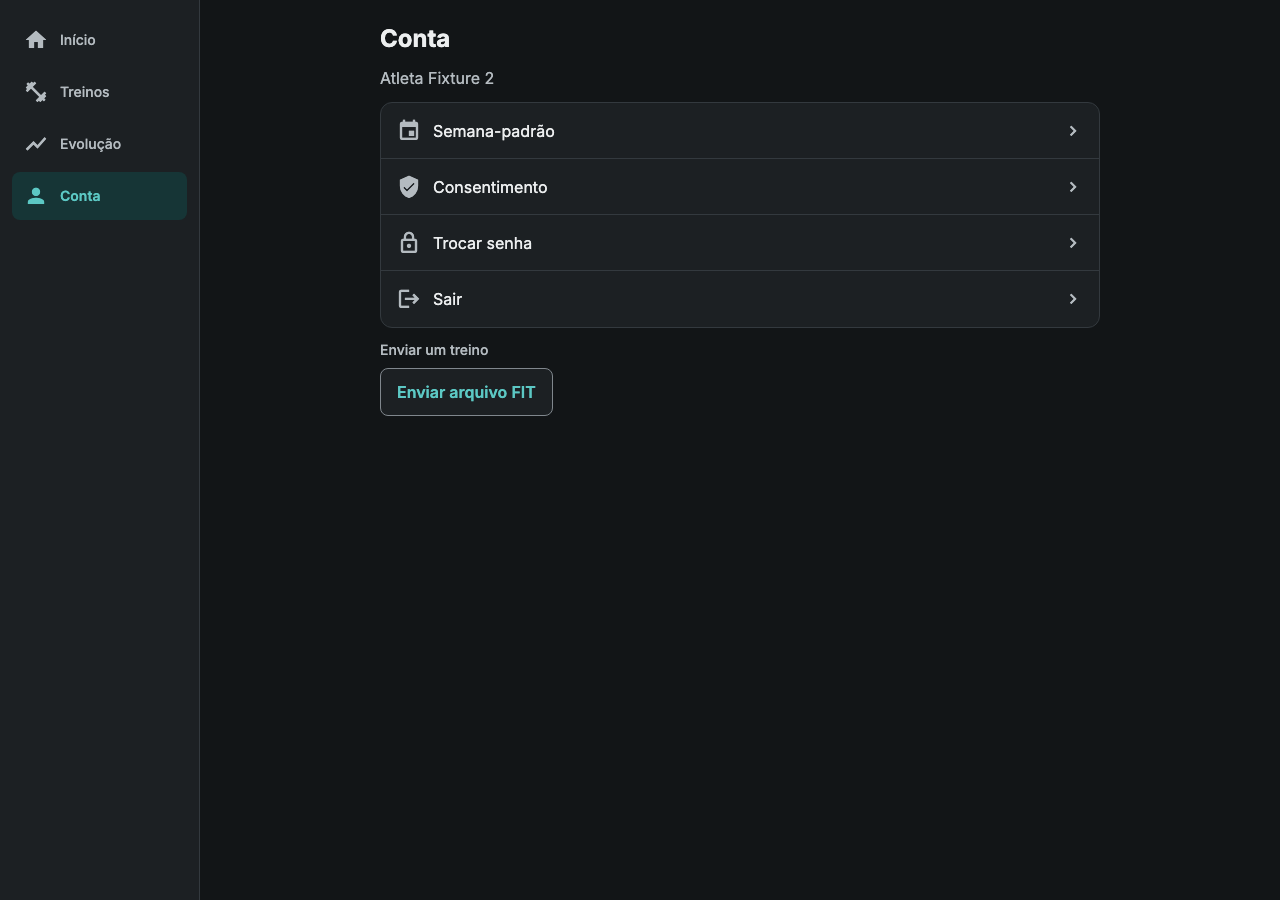 Início
Treinos
Evolução
Conta
Conta
Atleta Fixture 2
Semana-padrão
Consentimento
Trocar senha
Sair
Enviar um treino
Enviar arquivo FIT